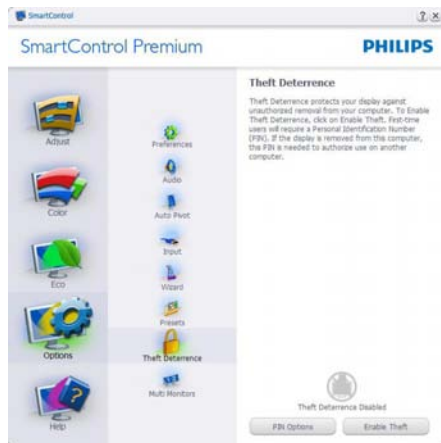 SmartControl
SmartControl Premium
PHILIPS
Adjust
Color
Eco
Options
Help
Preferences
Audio
Auto Pivot
Input
Wizard
Presets
Theft Deterrence
Multi Monitors
Theft Deterrence
Theft Deterrence protects your display against
unauthorized removal from your computer. To Enable
Theft Deterrence, click on Enable Theft. First-time
users will require a Personal Identification Number
(PIN). If the display is removed from this computer,
the PIN is needed to authorize use on another
computer.
Theft Deterrence Disabled
PIN Options
Enable Theft